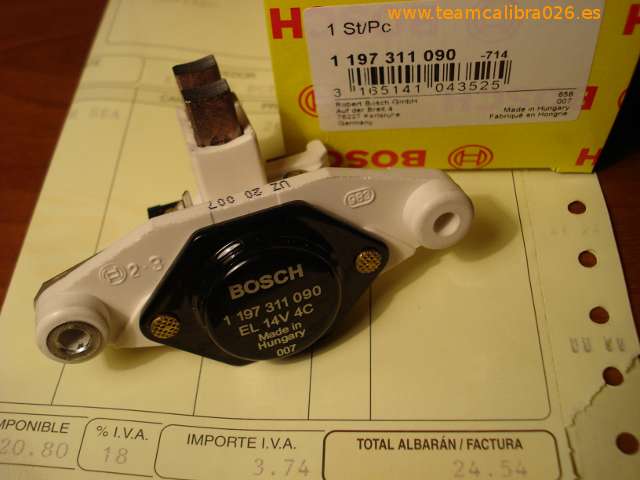 www.teamcalibra026.es
1 St/Pc
1 197 311 090 -714
3 165141 043525
658
007
Robert Bosch GmbH
Auf der Breit 4
76227 Karlsruhe
Germany
Made in Hungary
Fabriqué en Hongrie
BOSCH
UZ 20 007
2-3
BOSCH
1 197 311 090
EL 14V 4C
Made in
Hungary
007
% I.V.A.
IMPORTE I.V.A.
TOTAL ALBARÁN / FACTURA
20.80
18
3.74
24.54